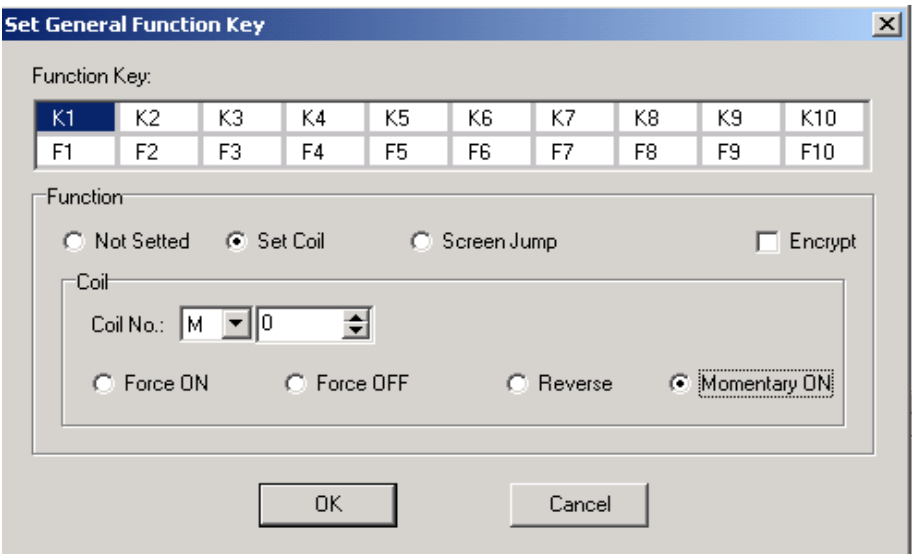 Set General Function Key
Function Key:
K1 K2 K3 K4 K5 K6 K7 K8 K9 K10
F1 F2 F3 F4 F5 F6 F7 F8 F9 F10
Function
Not Setted Set Coil Screen Jump Encrypt
Coil
Coil No.: M 0
Force ON Force OFF Reverse Momentary ON
OK Cancel